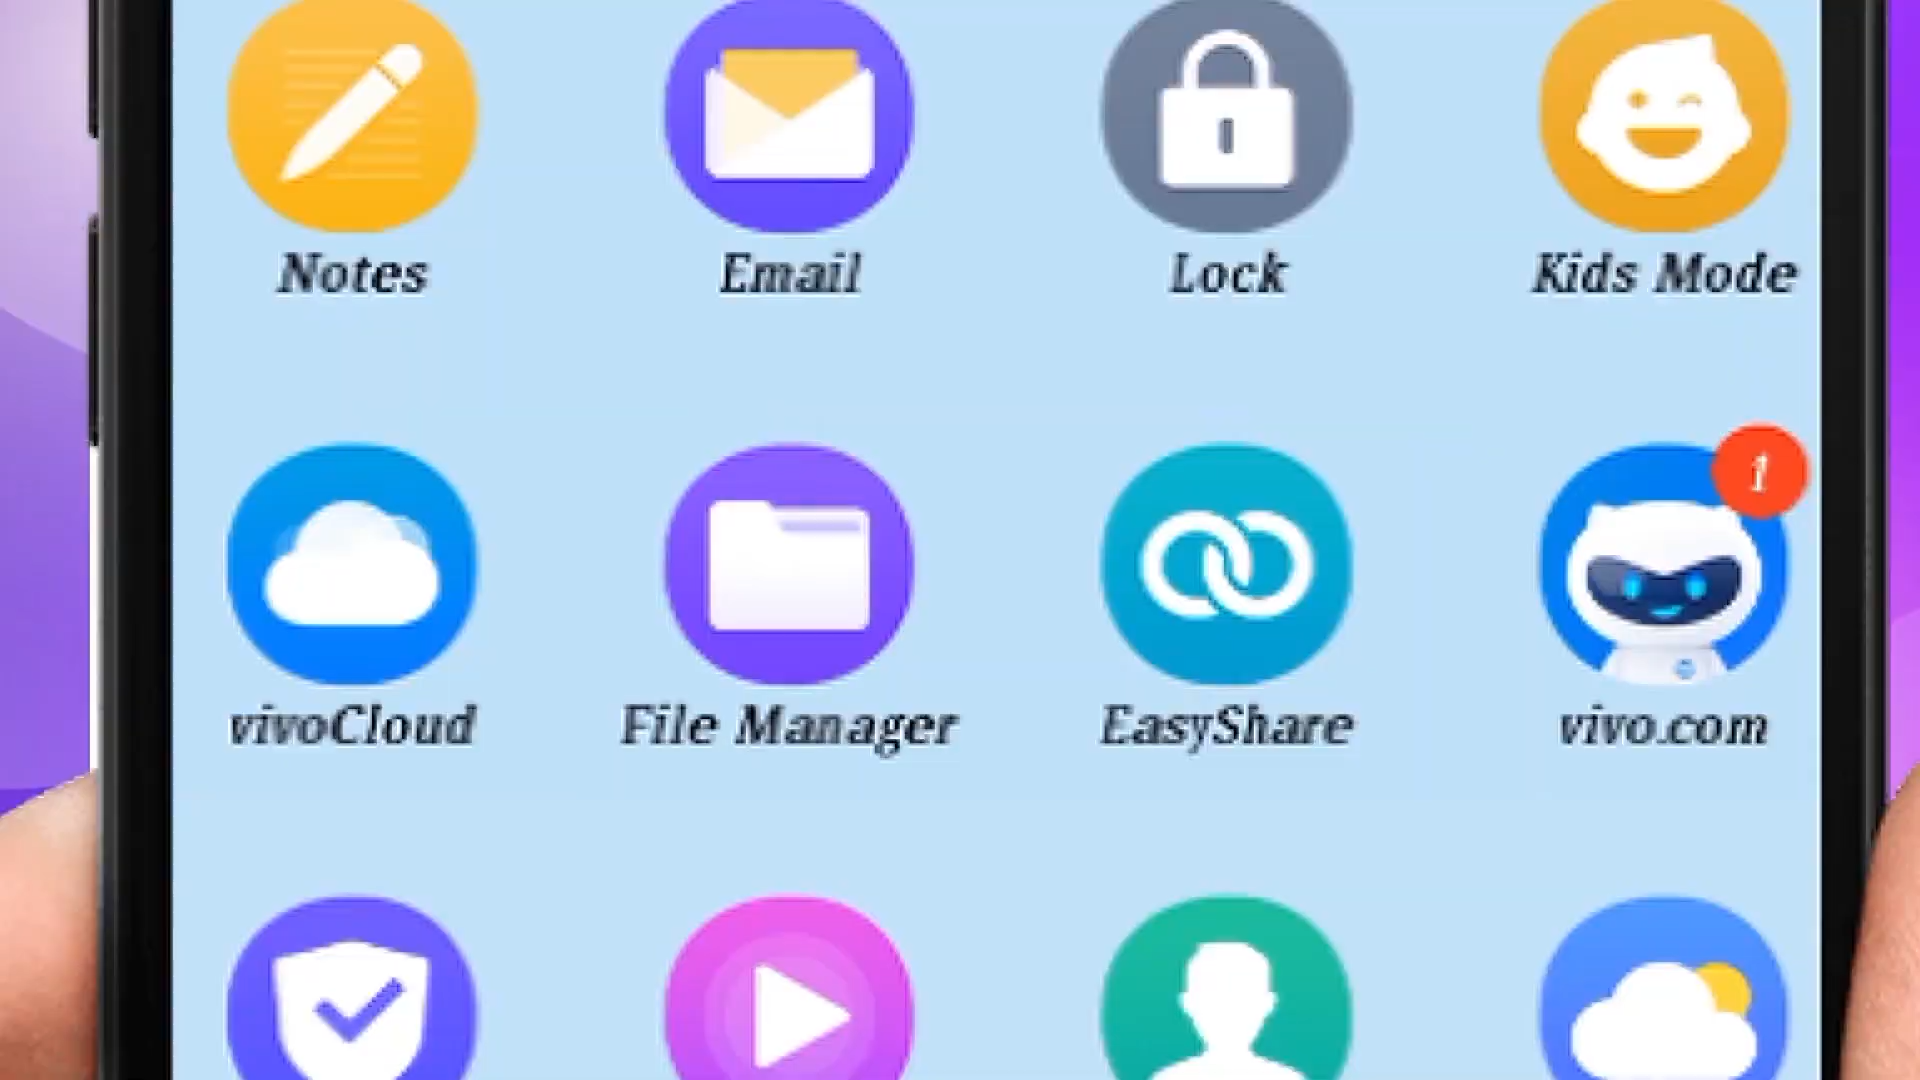 Notes
Email
Lock
Kids Mode
1
vivoCloud
File Manager
EasyShare
vivo.com